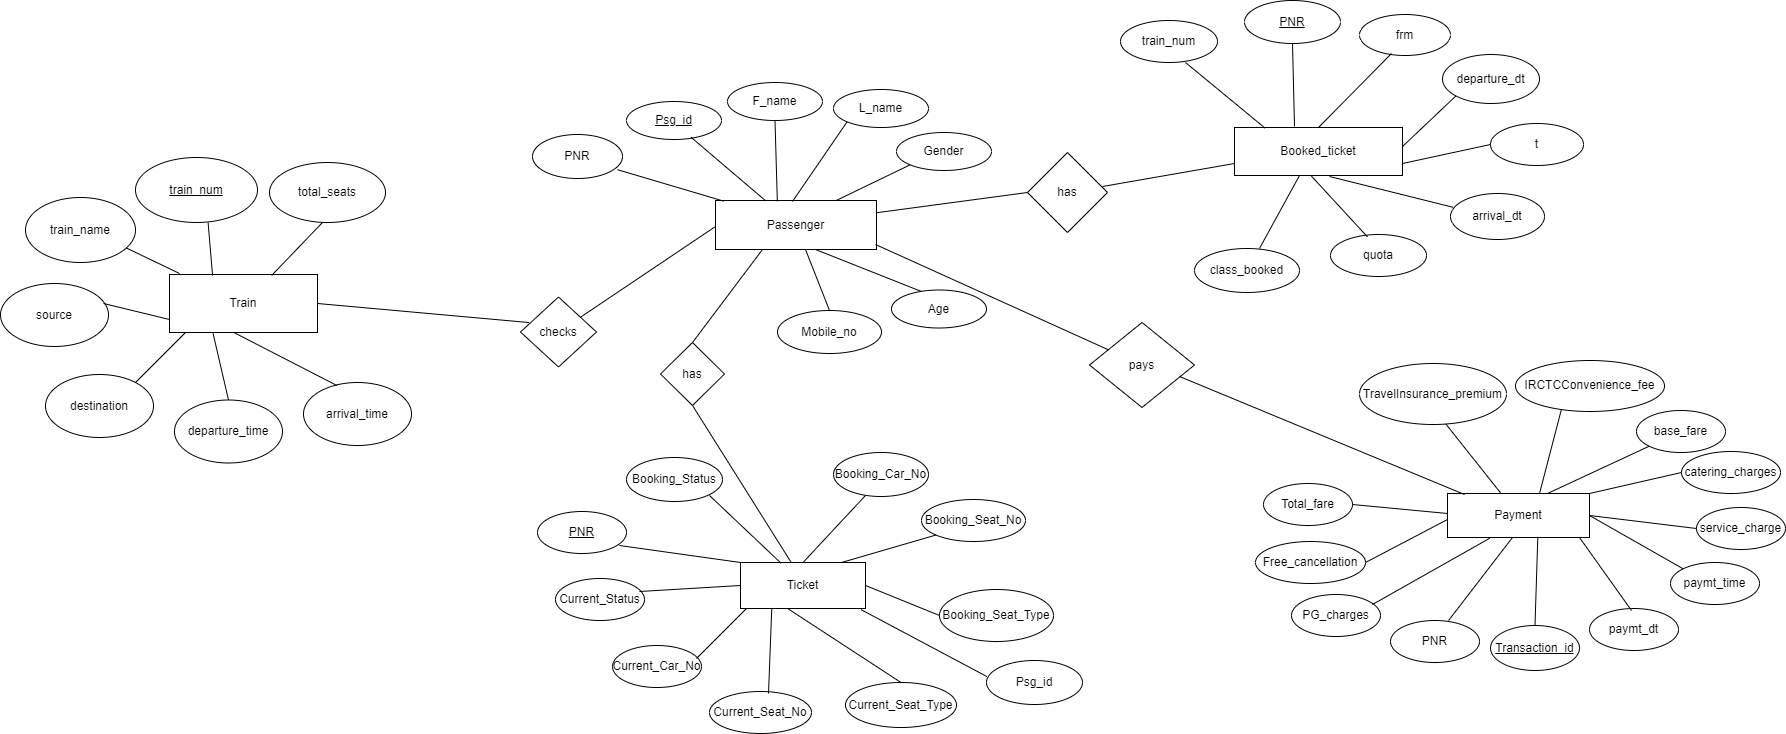 PNR
frm
train_num
departure_dt
F_name
L_name
Psg_id
Booked_ticket
t
Gender
PNR
has
train_num
total_seats
arrival_dt
Passenger
train_name
quota
class_booked
Train
Age
source
checks
Mobile_no
pays
has
IRCTCConvenience_fee
TravelInsurance_premium
destination
arrival_time
departure_time
base_fare
catering_charges
Booking_Car_No
Booking_Status
Total_fare
Payment
Booking_Seat_No
service_charge
PNR
Free_cancellation
paymt_time
Ticket
Current_Status
Booking_Seat_Type
PG_charges
paymt_dt
PNR
Transaction_id
Current_Car_No
Psg_id
Current_Seat_Type
Current_Seat_No